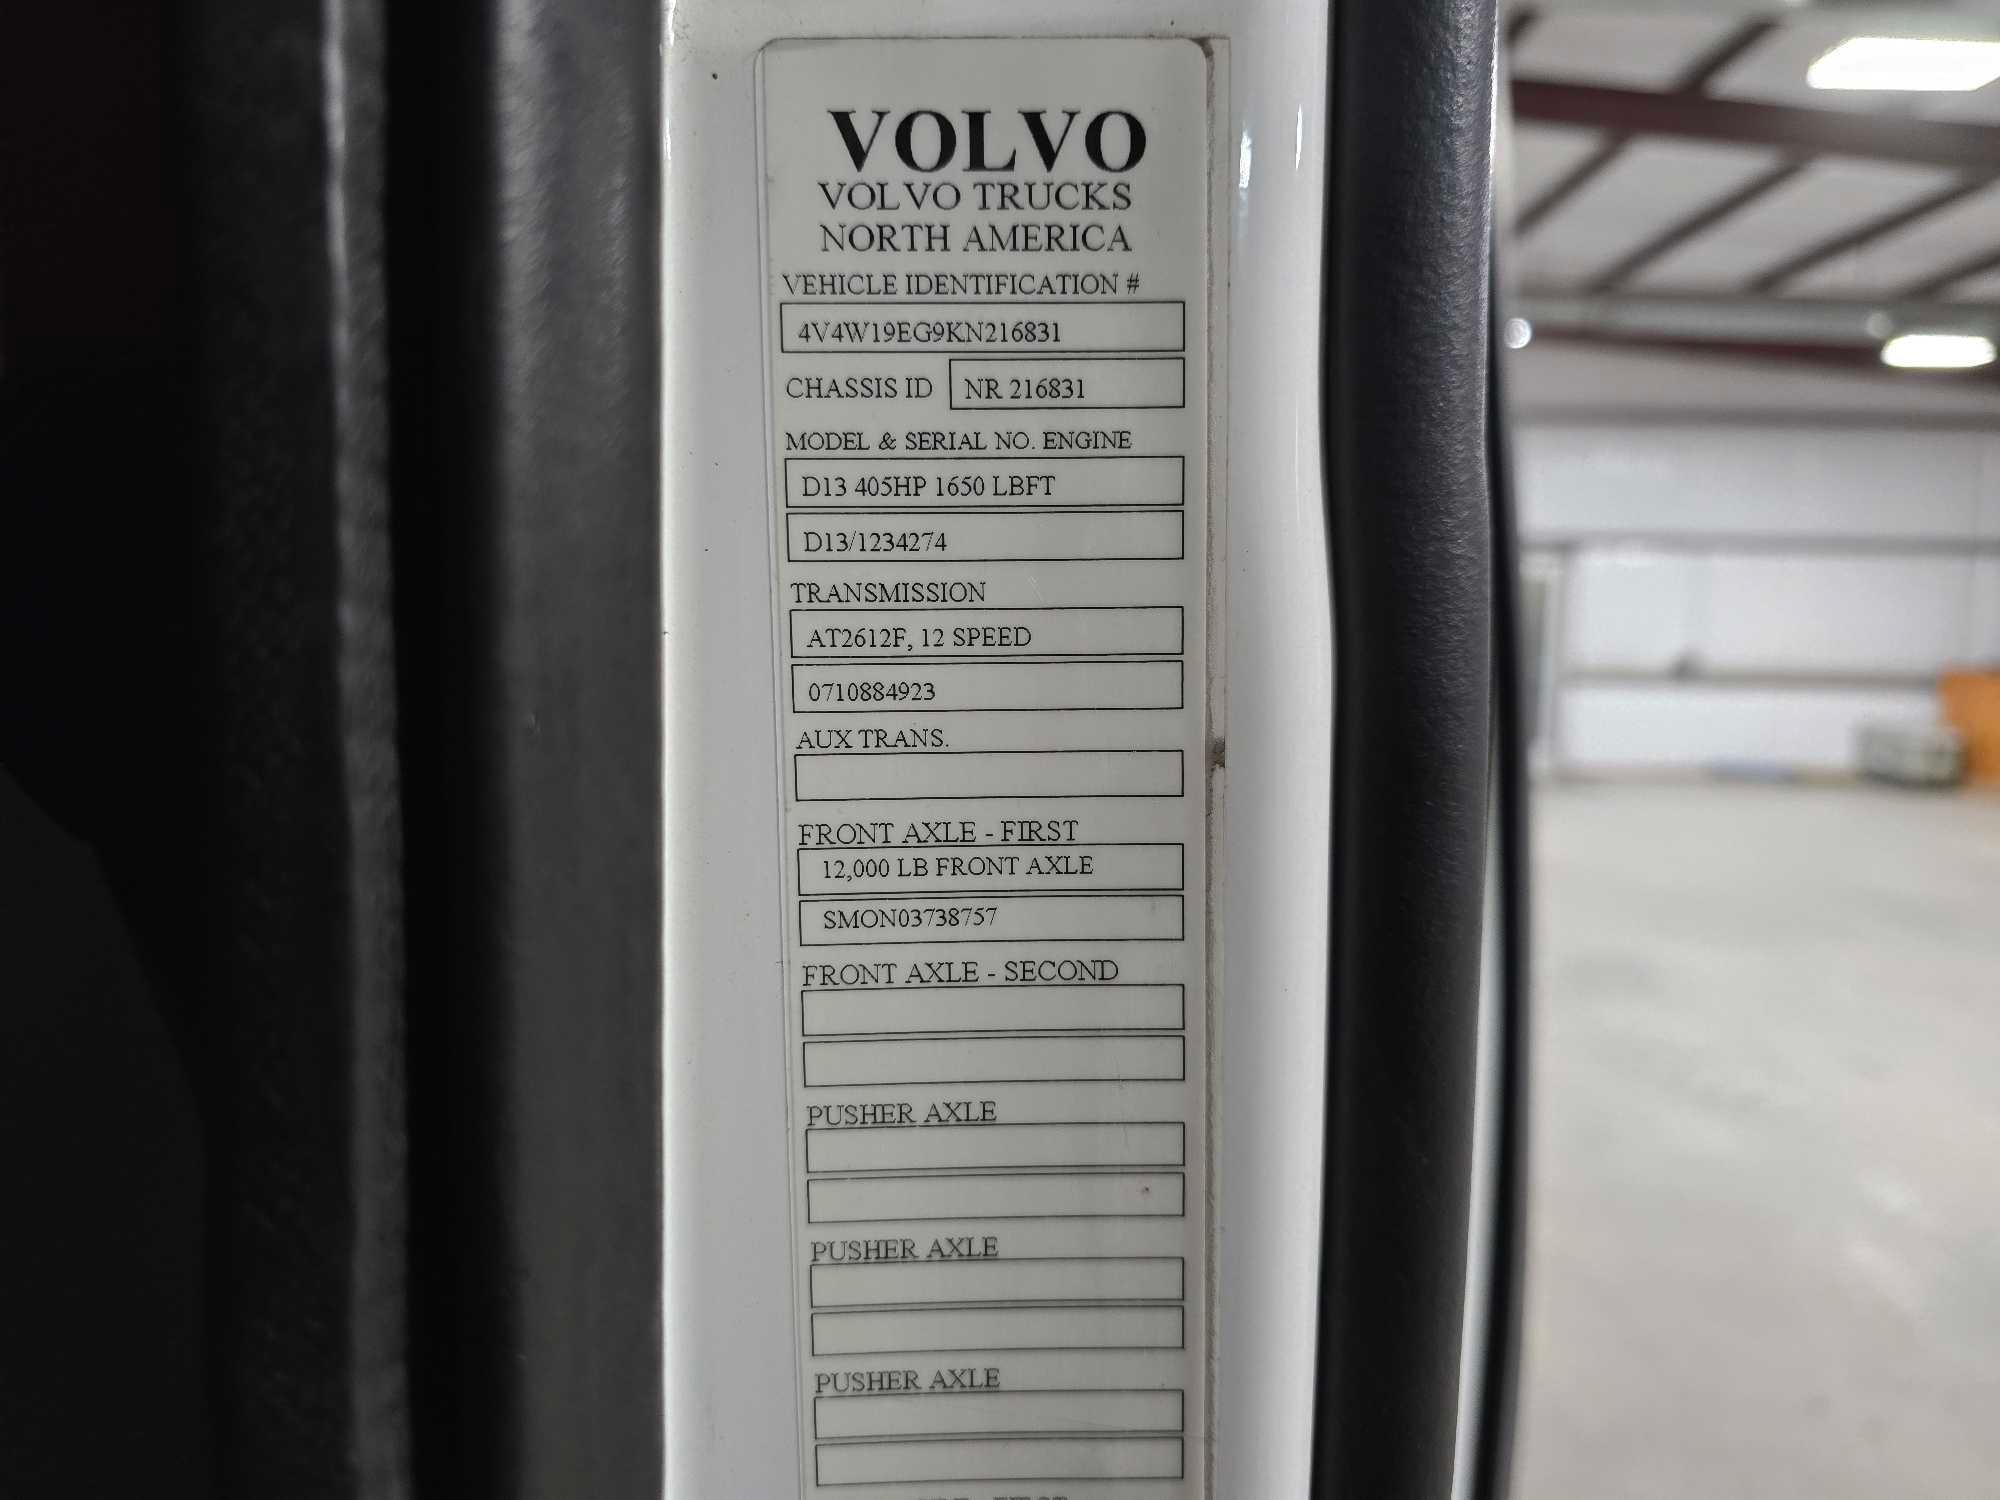 VOLVO
VOLVO TRUCKS
NORTH AMERICA
VEHICLE IDENTIFICATION #
4V4W19EG9KN216831
CHASSIS ID NR 216831
MODEL & SERIAL NO. ENGINE
D13 405HP 1650 LBFT
D13/1234274
TRANSMISSION
AT2612F, 12 SPEED
0710884923
AUX TRANS.
FRONT AXLE - FIRST
12,000 LB FRONT AXLE
SMON03738757
FRONT AXLE - SECOND
PUSHER AXLE
PUSHER AXLE
PUSHER AXLE